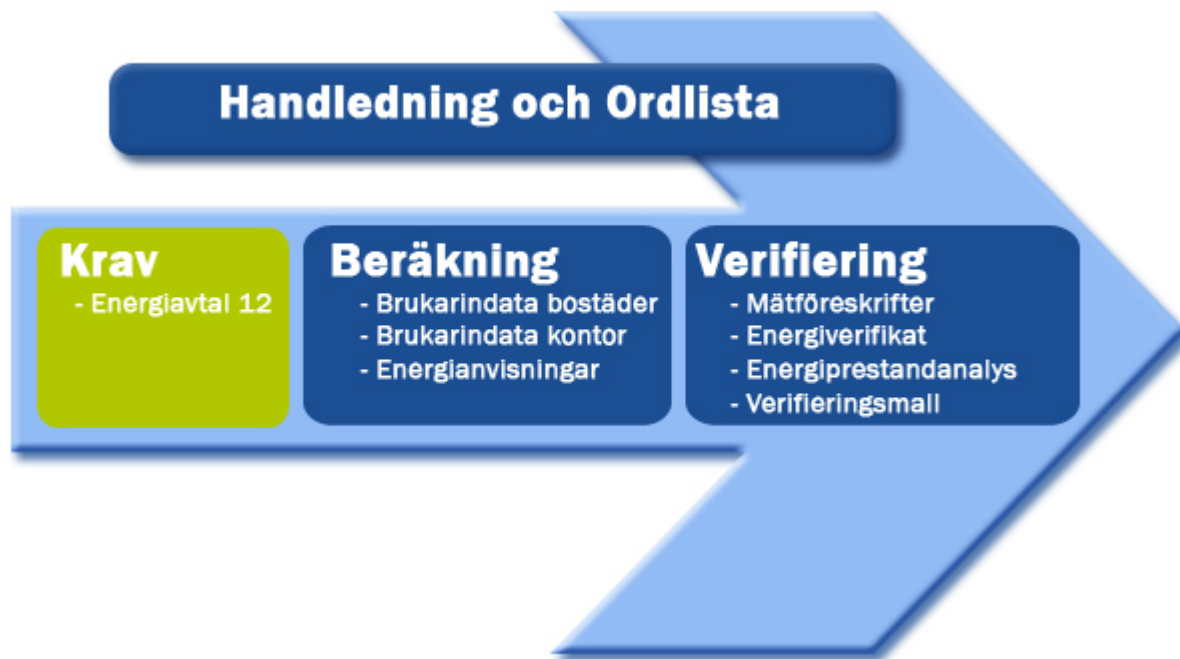 Handledning och Ordlista
Krav
- Energiavtal 12
Beräkning
- Brukarindata bostäder
- Brukarindata kontor
- Energianvisningar
Verifiering
- Mätföreskrifter
- Energiverifikat
- Energiprestandanalys
- Verifieringsmall